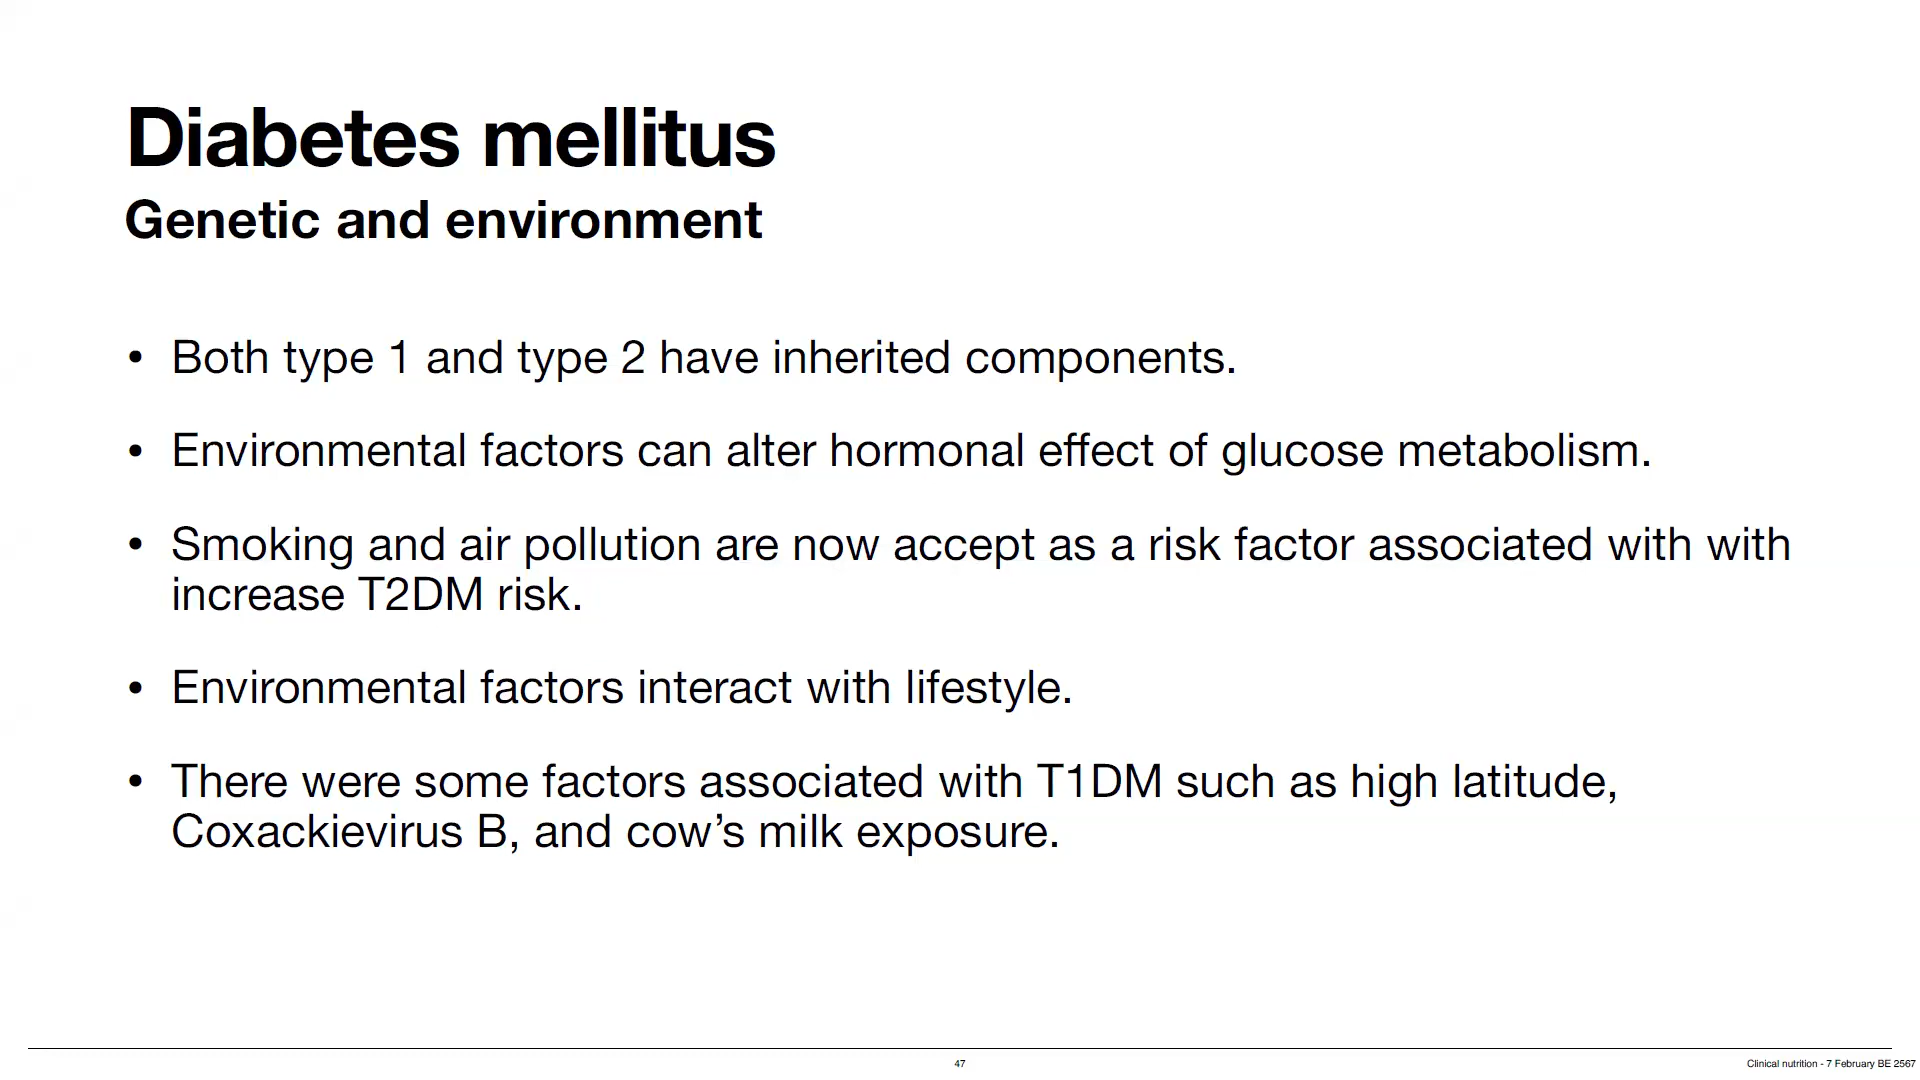 Diabetes mellitus
Genetic and environment
• Both type 1 and type 2 have inherited components.
• Environmental factors can alter hormonal effect of glucose metabolism.
• Smoking and air pollution are now accept as a risk factor associated with with
increase T2DM risk.
• Environmental factors interact with lifestyle.
• There were some factors associated with T1DM such as high latitude,
Coxackievirus B, and cow’s milk exposure.
47
Clinical nutrition - 7 February BE 2567